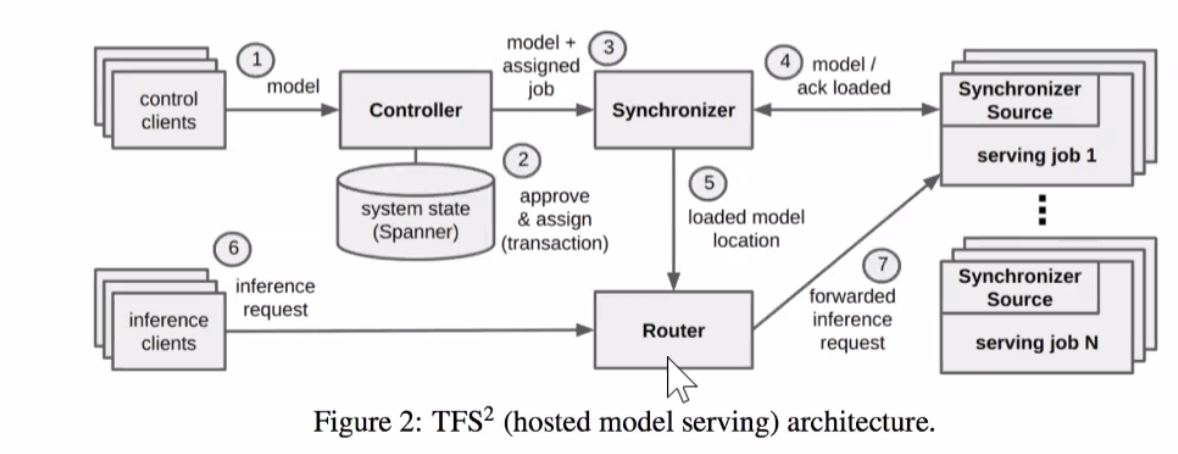 1
model
control
clients
Controller
system state
(Spanner)
2
approve
& assign
(transaction)
model +
assigned
job
3
Synchronizer
4
model /
ack loaded
Synchronizer
Source
serving job 1
5
loaded model
location
6
inference
request
inference
clients
Router
7
forwarded
inference
request
Synchronizer
Source
serving job N
Figure 2: TFS² (hosted model serving) architecture.